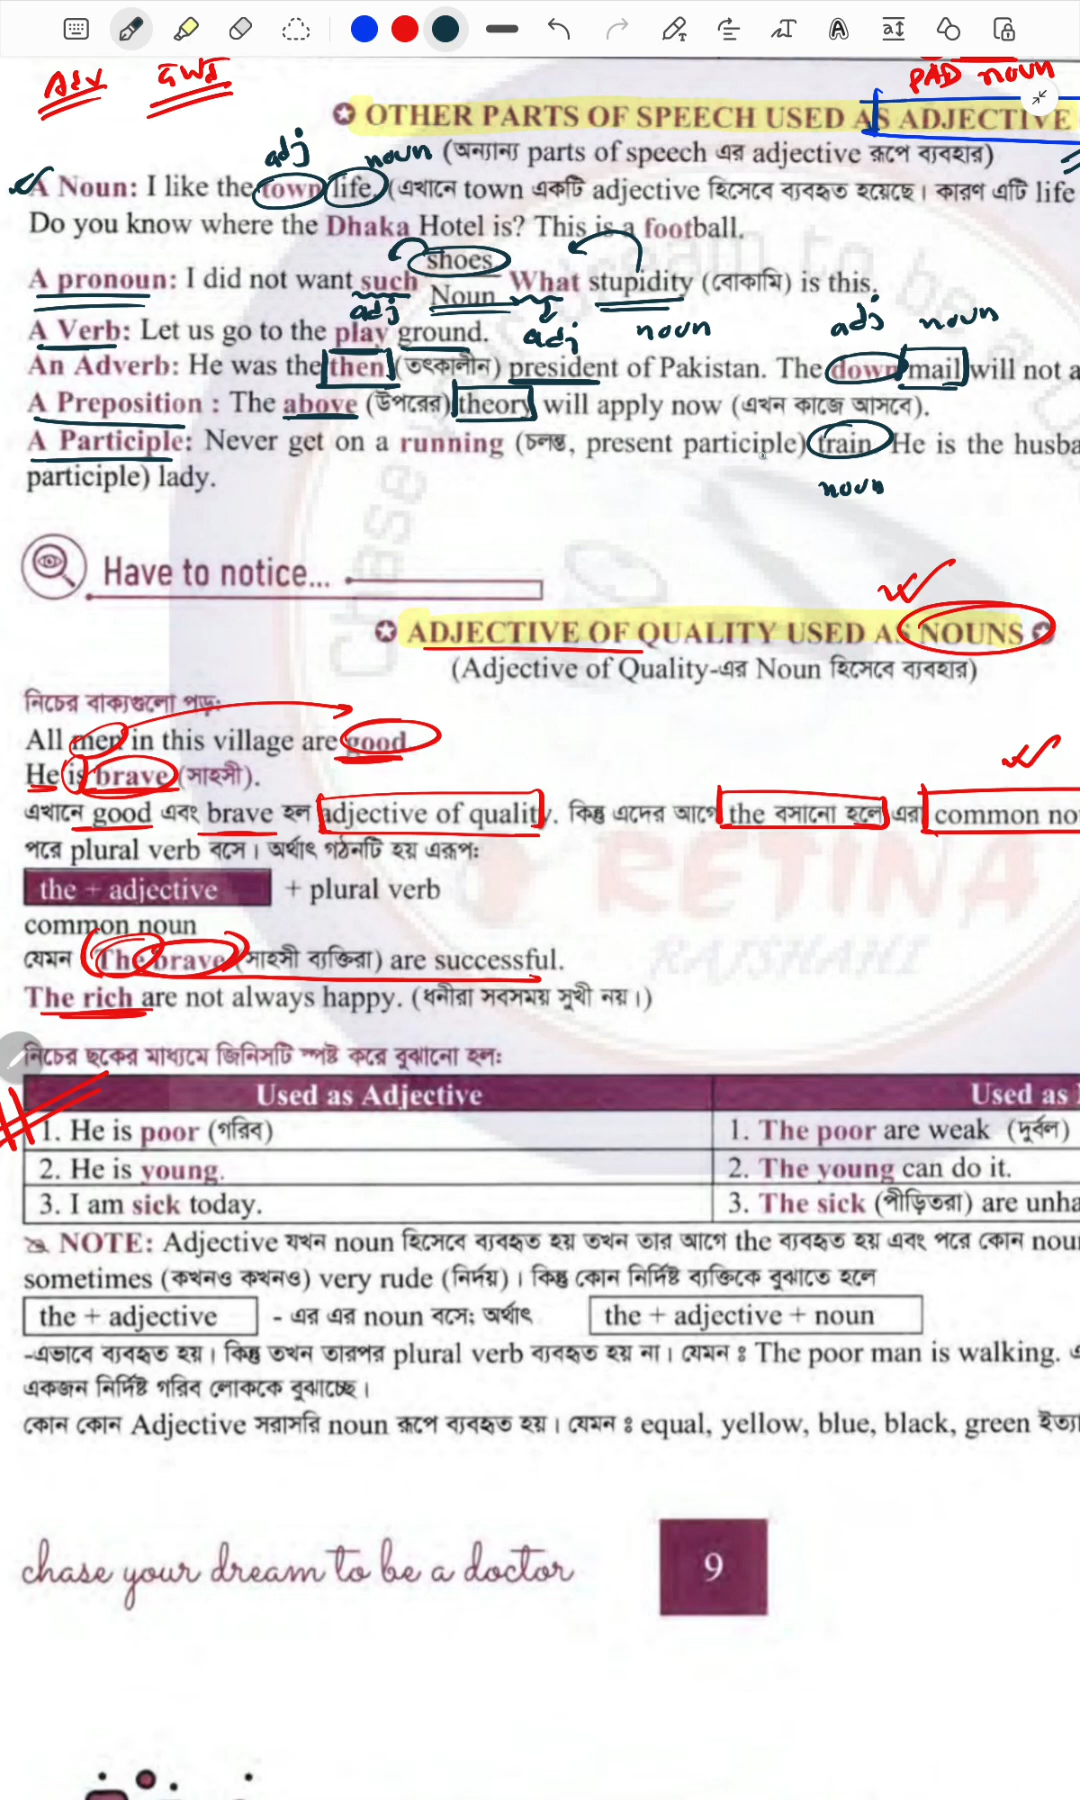 Adv
PAD noun
OTHER PARTS OF SPEECH USED AS ADJECTIVE
adj noun (অন্যান্য parts of speech এর adjective রূপে ব্যবহার)
A Noun: I like the town life. (এখানে town একটি adjective হিসেবে ব্যবহৃত হয়েছে। কারণ এটি life
Do you know where the Dhaka Hotel is? This is a football.
shoes
A pronoun: I did not want such Noun What stupidity (বোকামি) is this.
adj adj noun adj noun
A Verb: Let us go to the play ground.
An Adverb: He was the then (তৎকালীন) president of Pakistan. The down mail will not a
A Preposition : The above (উপরের) theory will apply now (এখন কাজে আসবে).
A Participle: Never get on a running (চলন্ত, present participle) train. He is the husba
participle) lady.
noun
Have to notice...
ADJECTIVE OF QUALITY USED AS NOUNS
(Adjective of Quality-এর Noun হিসেবে ব্যবহার)
নিচের বাক্যগুলো পড়:
All men in this village are good
He is brave (সাহসী).
এখানে good এবং brave হল adjective of quality. কিন্তু এদের আগে the বসানো হলে এরা common no
পরে plural verb বসে। অর্থাৎ গঠনটি হয় এরূপ:
the + adjective + plural verb
common noun
যেমন The brave (সাহসী ব্যক্তিরা) are successful.
The rich are not always happy. (ধনীরা সবসময় সুখী নয়।)
RETINA
RAJSHAHI
নিচের ছকের মাধ্যমে জিনিসটি স্পষ্ট করে বুঝানো হল:
Used as Adjective Used as
1. He is poor (গরিব) 1. The poor are weak (দুর্বল)
2. He is young. 2. The young can do it.
3. I am sick today. 3. The sick (পীড়িতরা) are unha
NOTE: Adjective যখন noun হিসেবে ব্যবহৃত হয় তখন তার আগে the ব্যবহৃত হয় এবং পরে কোন nou
sometimes (কখনও কখনও) very rude (নির্দয়)। কিন্তু কোন নির্দিষ্ট ব্যক্তিকে বুঝাতে হলে
the + adjective - এর এর noun বসে; অর্থাৎ the + adjective + noun
-এভাবে ব্যবহৃত হয়। কিন্তু তখন তারপর plural verb ব্যবহৃত হয় না। যেমন ঃ The poor man is walking. এ
একজন নির্দিষ্ট গরিব লোককে বুঝাচ্ছে।
কোন কোন Adjective সরাসরি noun রূপে ব্যবহৃত হয়। যেমন ঃ equal, yellow, blue, black, green ইত্যা
chase your dream to be a doctor
9